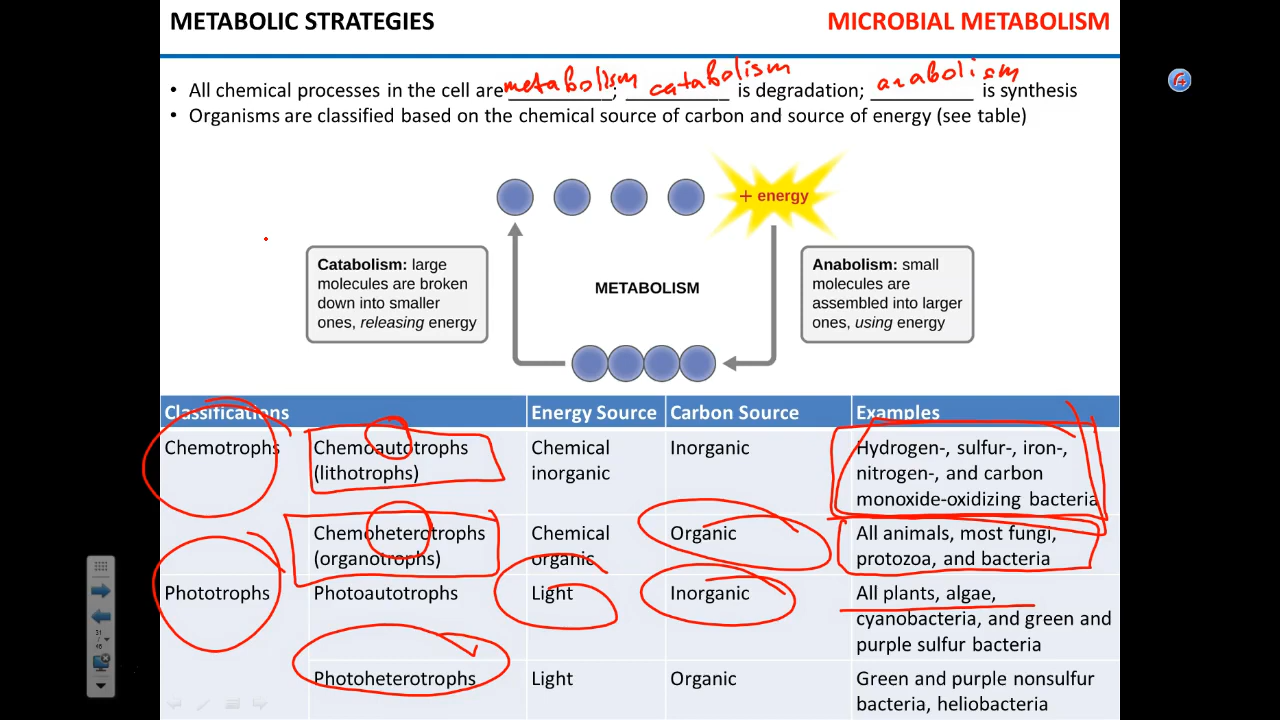 METABOLIC STRATEGIES MICROBIAL METABOLISM
• All chemical processes in the cell are metabolism; catabolism is degradation; anabolism is synthesis
• Organisms are classified based on the chemical source of carbon and source of energy (see table)
+ energy
Catabolism: large
molecules are broken
down into smaller
ones, releasing energy
METABOLISM
Anabolism: small
molecules are
assembled into larger
ones, using energy
Classifications Energy Source Carbon Source Examples
Chemotrophs Chemoautotrophs Chemical Inorganic Hydrogen-, sulfur-, iron-,
(lithotrophs) inorganic nitrogen-, and carbon
monoxide-oxidizing bacteria
Chemoheterotrophs Chemical Organic All animals, most fungi,
(organotrophs) organic protozoa, and bacteria
Phototrophs Photoautotrophs Light Inorganic All plants, algae,
cyanobacteria, and green and
purple sulfur bacteria
Photoheterotrophs Light Organic Green and purple nonsulfur
bacteria, heliobacteria